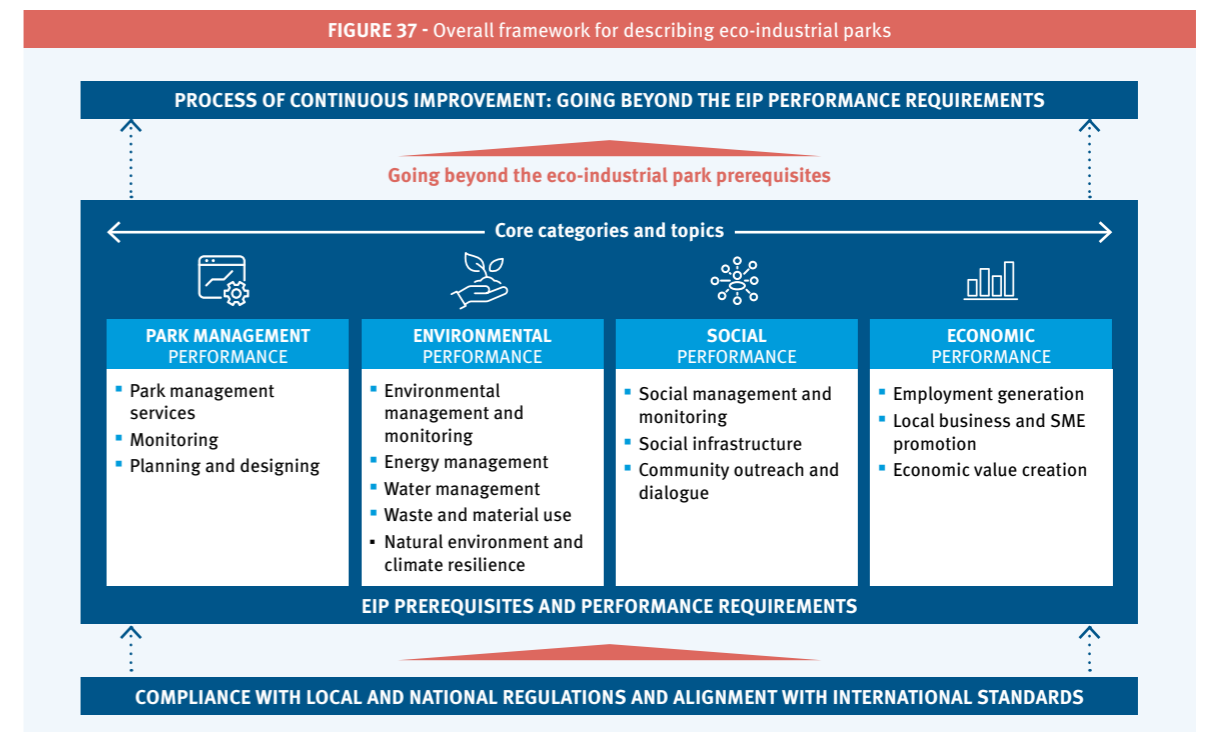 FIGURE 37 - Overall framework for describing eco-industrial parks
PROCESS OF CONTINUOUS IMPROVEMENT: GOING BEYOND THE EIP PERFORMANCE REQUIREMENTS
Going beyond the eco-industrial park prerequisites
Core categories and topics
PARK MANAGEMENT
PERFORMANCE
▪ Park management
services
▪ Monitoring
▪ Planning and designing
ENVIRONMENTAL
PERFORMANCE
▪ Environmental
management and
monitoring
▪ Energy management
▪ Water management
▪ Waste and material use
▪ Natural environment and
climate resilience
SOCIAL
PERFORMANCE
▪ Social management and
monitoring
▪ Social infrastructure
▪ Community outreach and
dialogue
ECONOMIC
PERFORMANCE
▪ Employment generation
▪ Local business and SME
promotion
▪ Economic value creation
EIP PREREQUISITES AND PERFORMANCE REQUIREMENTS
COMPLIANCE WITH LOCAL AND NATIONAL REGULATIONS AND ALIGNMENT WITH INTERNATIONAL STANDARDS